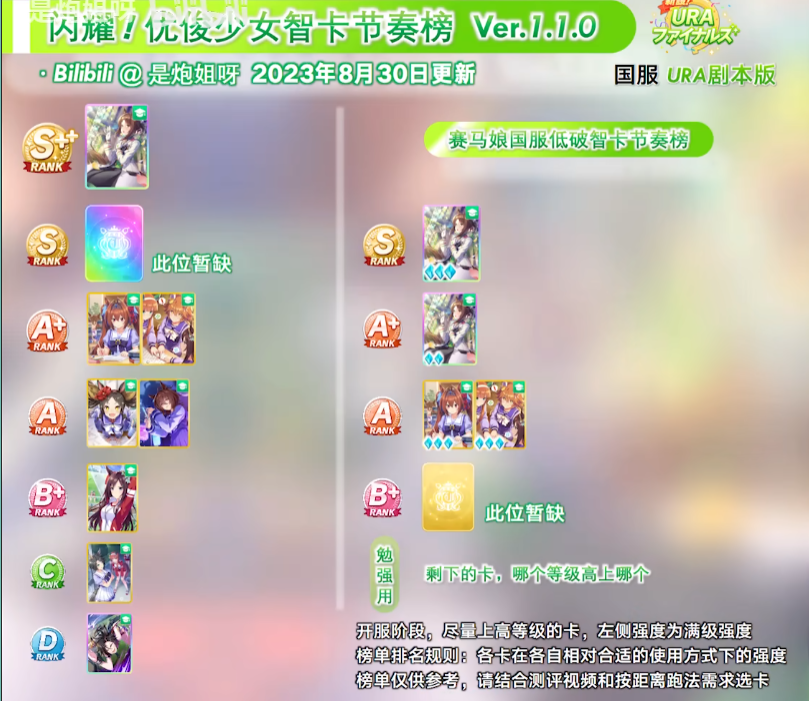 闪耀！优俊少女智卡节奏榜 Ver.1.1.0
URA
ファイナルズ
·Bilibili @ 是炮姐呀 2023年8月30日更新
国服 URA剧本版
S++
RANK
赛马娘国服低破智卡节奏榜
S
RANK
此位暂缺
S
RANK
A+
RANK
A+
RANK
A
RANK
A
RANK
B+
RANK
B+
RANK
此位暂缺
C
RANK
勉强用
剩下的卡，哪个等级高上哪个
D
RANK
开服阶段，尽量上高等级的卡，左侧强度为满级强度
榜单排名规则：各卡在各自相对合适的使用方式下的强度
榜单仅供参考，请结合测评视频和按距离跑法需求选卡